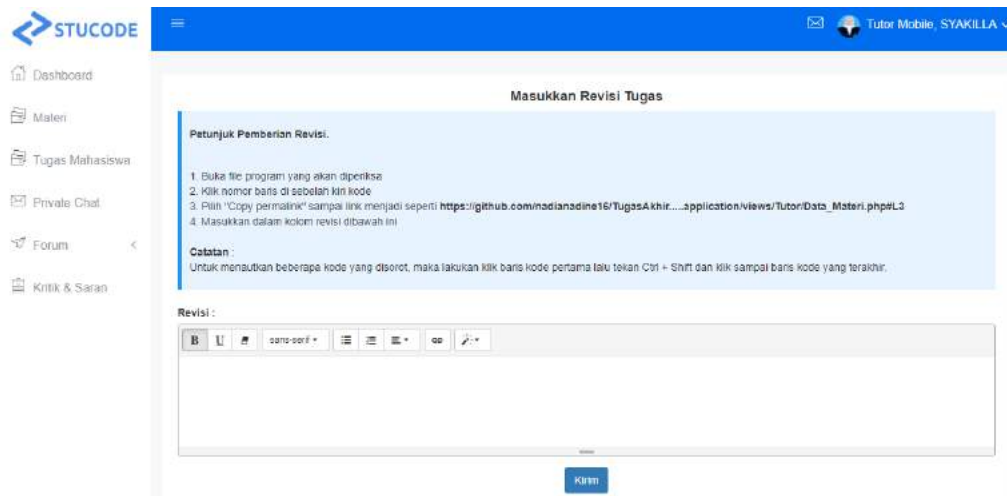 STUCODE
Tutor Mobile, SYAKILLA
Dashboard
Materi
Tugas Mahasiswa
Private Chat
Forum
Kritik & Saran
Masukkan Revisi Tugas
Petunjuk Pemberian Revisi.
1. Buka file program yang akan diperiksa
2. Klik nomor baris di sebelah kiri kode
3. Pilih "Copy permalink" sampai link menjadi seperti https://github.com/nadianadine16/TugasAkhir.....application/views/Tutor/Data_Materi.php#L3
4. Masukkan dalam kolom revisi dibawah ini
Catatan :
Untuk menautkan beberapa kode yang disorot, maka lakukan klik baris kode pertama lalu tekan Ctrl + Shift dan klik sampai baris kode yang terakhir.
Revisi :
B U sans-serif
Kirim